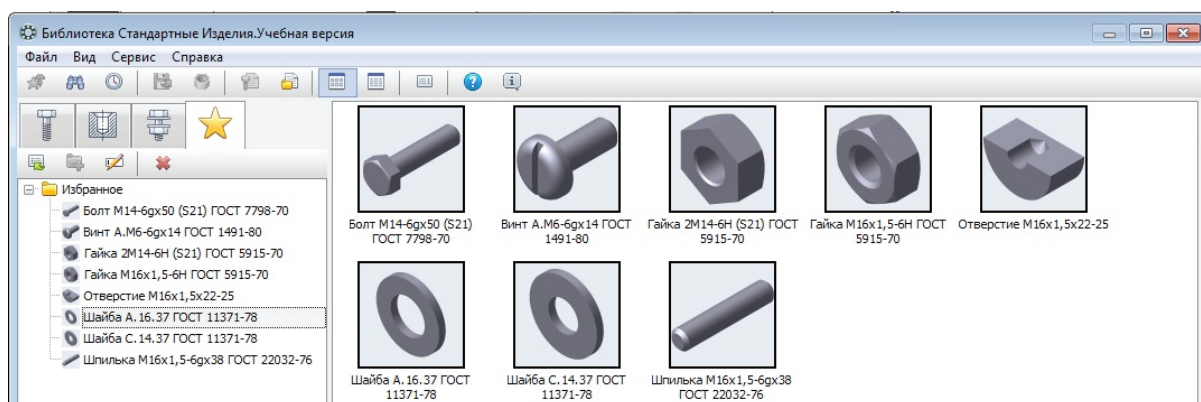 Библиотека Стандартные Изделия.Учебная версия
Файл Вид Сервис Справка
Избранное
Болт М14-6gx50 (S21) ГОСТ 7798-70
Винт А.М6-6gx14 ГОСТ 1491-80
Гайка 2М14-6Н (S21) ГОСТ 5915-70
Гайка М16x1,5-6Н ГОСТ 5915-70
Отверстие М16x1,5x22-25
Шайба А.16.37 ГОСТ 11371-78
Шайба С.14.37 ГОСТ 11371-78
Шпилька М16x1,5-6gx38 ГОСТ 22032-76
Болт М14-6gx50 (S21)
ГОСТ 7798-70
Винт А.М6-6gx14 ГОСТ
1491-80
Гайка 2М14-6Н (S21) ГОСТ
5915-70
Гайка М16x1,5-6Н ГОСТ
5915-70
Отверстие М16x1,5x22-25
Шайба А.16.37 ГОСТ
11371-78
Шайба С.14.37 ГОСТ
11371-78
Шпилька М16x1,5-6gx38
ГОСТ 22032-76